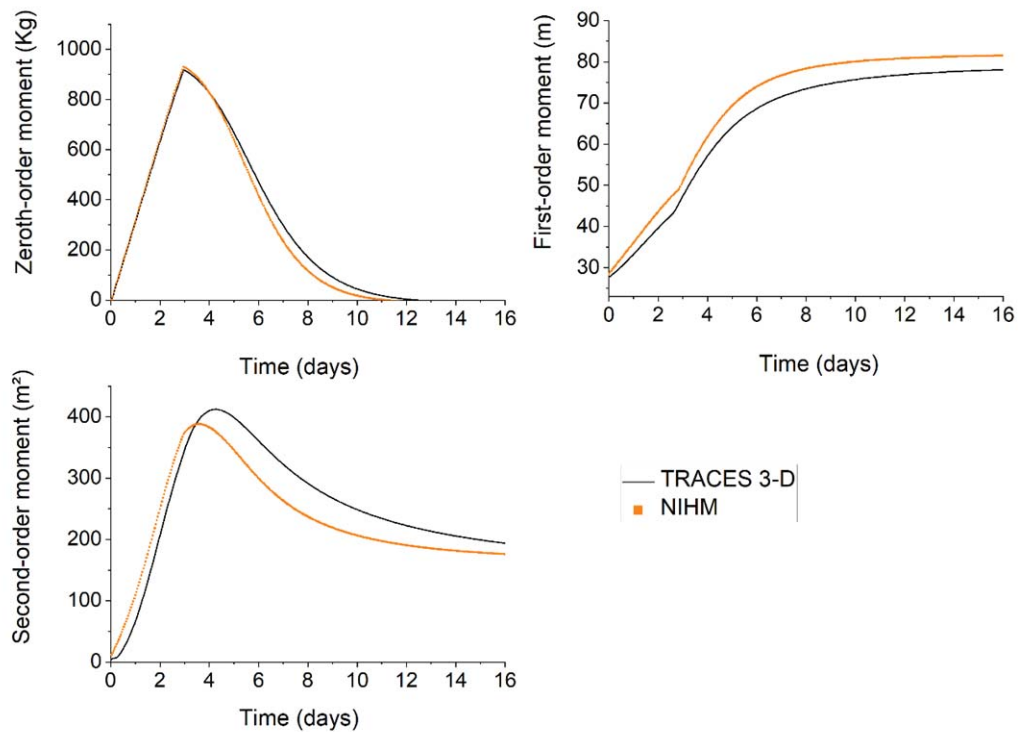 Zeroth-order moment (Kg)
1000
800
600
400
200
0
0 2 4 6 8 10 12 14 16
Time (days)
First-order moment (m)
90
80
70
60
50
40
30
0 2 4 6 8 10 12 14 16
Time (days)
Second-order moment (m²)
400
300
200
100
0
0 2 4 6 8 10 12 14 16
Time (days)
TRACES 3-D
NIHM